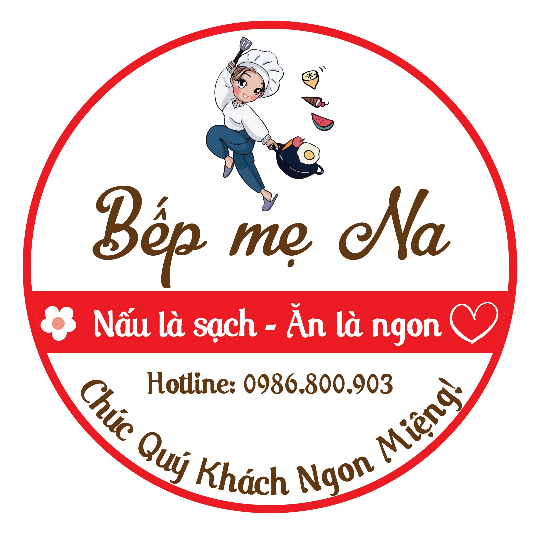 Bếp mẹ Na
Nấu là sạch - Ăn là ngon
Hotline: 0986.800.903
Chúc Quý Khách Ngon Miệng!